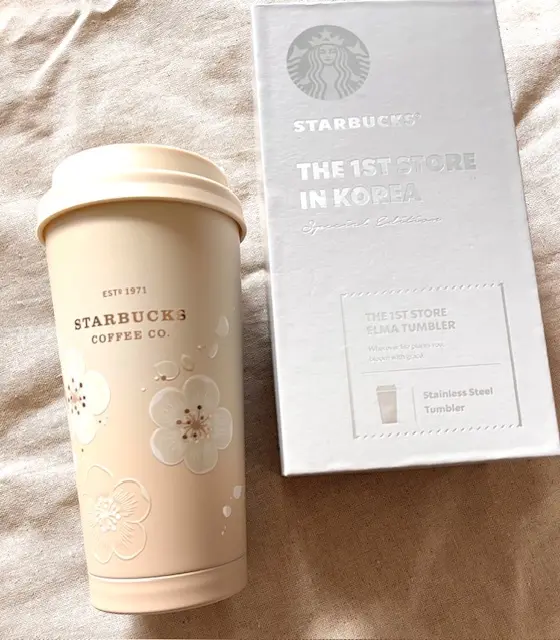 ESTD 1971
STARBUCKS
COFFEE CO.
STARBUCKS®
THE 1ST STORE
IN KOREA
Special Edition
THE 1ST STORE
ELMA TUMBLER
Stainless Steel
Tumbler